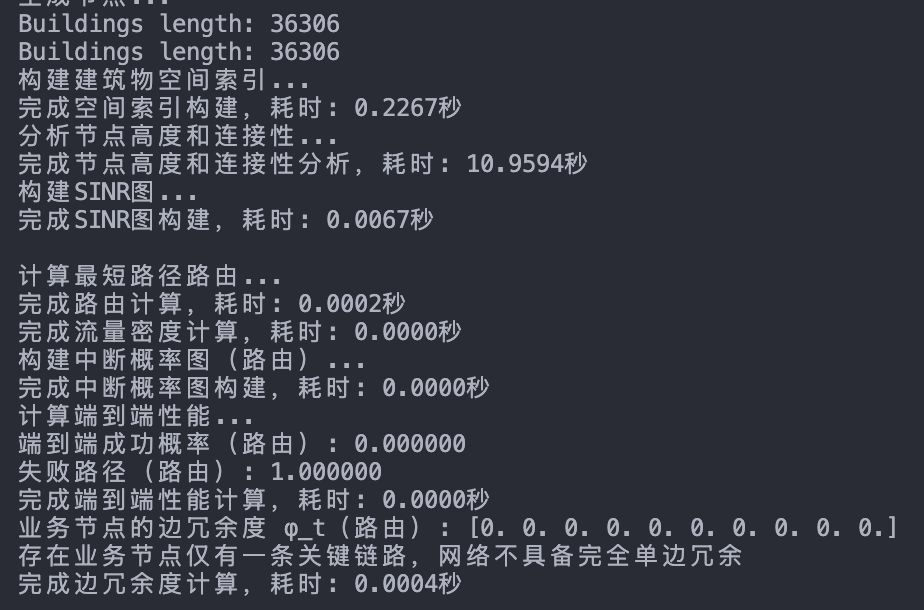 生成节点...
Buildings length: 36306
Buildings length: 36306
构建建筑物空间索引...
完成空间索引构建, 耗时: 0.2267秒
分析节点高度和连接性...
完成节点高度和连接性分析, 耗时: 10.9594秒
构建SINR图...
完成SINR图构建, 耗时: 0.0067秒
计算最短路径路由...
完成路由计算, 耗时: 0.0002秒
完成流量密度计算, 耗时: 0.0000秒
构建中断概率图 (路由) ...
完成中断概率图构建, 耗时: 0.0000秒
计算端到端性能...
端到端成功概率 (路由) : 0.000000
失败路径 (路由) : 1.000000
完成端到端性能计算, 耗时: 0.0000秒
业务节点的边冗余度 φ_t (路由) : [0. 0. 0. 0. 0. 0. 0. 0. 0. 0.]
存在业务节点仅有一条关键链路, 网络不具备完全单边冗余
完成边冗余度计算, 耗时: 0.0004秒